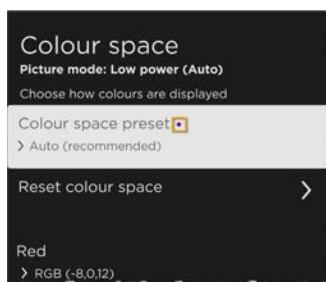 Colour space
Picture mode: Low power (Auto)
Choose how colours are displayed
Colour space preset
> Auto (recommended)
Reset colour space >
Red
> RGB (-8,0,12)